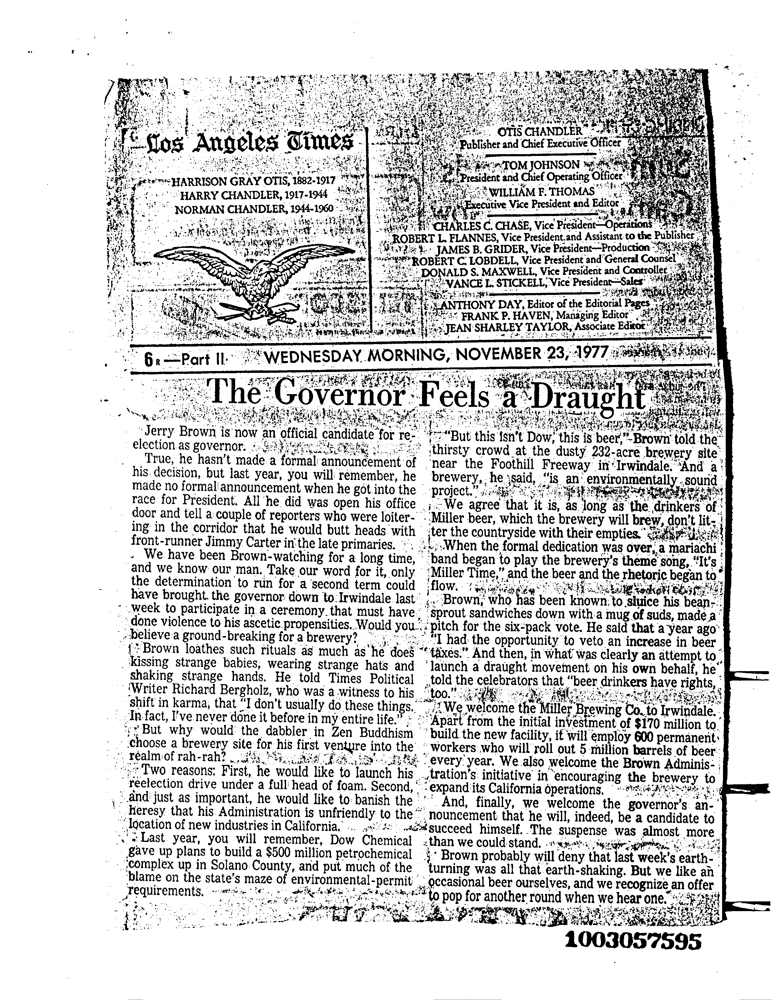 Los Angeles Times
HARRISON GRAY OTIS, 1882-1917
HARRY CHANDLER, 1917-1944
NORMAN CHANDLER, 1944-1960
OTIS CHANDLER
Publisher and Chief Executive Officer
TOM JOHNSON
President and Chief Operating Officer
WILLIAM F. THOMAS
Executive Vice President and Editor
CHARLES C. CHASE, Vice President—Operations
ROBERT L. FLANNES, Vice President and Assistant to the Publisher
JAMES B. GRIDER, Vice President—Production
ROBERT C. LOBDELL, Vice President and General Counsel
DONALD S. MAXWELL, Vice President and Controller
VANCE L. STICKELL, Vice President—Sales
ANTHONY DAY, Editor of the Editorial Pages
FRANK P. HAVEN, Managing Editor
JEAN SHARLEY TAYLOR, Associate Editor
6R—Part II WEDNESDAY MORNING, NOVEMBER 23, 1977
The Governor Feels a Draught
Jerry Brown is now an official candidate for re-
election as governor.
True, he hasn't made a formal announcement of
his decision, but last year, you will remember, he
made no formal announcement when he got into the
race for President. All he did was open his office
door and tell a couple of reporters who were loiter-
ing in the corridor that he would butt heads with
front-runner Jimmy Carter in the late primaries.
We have been Brown-watching for a long time,
and we know our man. Take our word for it, only
the determination to run for a second term could
have brought the governor down to Irwindale last
week to participate in a ceremony that must have
done violence to his ascetic propensities. Would you
believe a ground-breaking for a brewery?
Brown loathes such rituals as much as he does
kissing strange babies, wearing strange hats and
shaking strange hands. He told Times Political
Writer Richard Bergholz, who was a witness to his
shift in karma, that "I don't usually do these things.
In fact, I've never done it before in my entire life."
But why would the dabbler in Zen Buddhism
choose a brewery site for his first venture into the
realm of rah-rah?
Two reasons: First, he would like to launch his
reelection drive under a full head of foam. Second,
and just as important, he would like to banish the
heresy that his Administration is unfriendly to the
location of new industries in California.
Last year, you will remember, Dow Chemical
gave up plans to build a $500 million petrochemical
complex up in Solano County, and put much of the
blame on the state's maze of environmental-permit
requirements.
"But this isn't Dow, this is beer," Brown told the
thirsty crowd at the dusty 232-acre brewery site
near the Foothill Freeway in Irwindale. "And a
brewery, he said, "is an environmentally sound
project."
We agree that it is, as long as the drinkers of
Miller beer, which the brewery will brew, don't lit-
ter the countryside with their empties.
When the formal dedication was over, a mariachi
band began to play the brewery's theme song, "It's
Miller Time," and the beer and the rhetoric began to
flow.
Brown, who has been known to sluice his bean-
sprout sandwiches down with a mug of suds, made a
pitch for the six-pack vote. He said that a year ago
"I had the opportunity to veto an increase in beer
taxes." And then, in what was clearly an attempt to
launch a draught movement on his own behalf, he
told the celebrators that "beer drinkers have rights,
too."
We welcome the Miller Brewing Co. to Irwindale.
Apart from the initial investment of $170 million to
build the new facility, it will employ 600 permanent
workers who will roll out 5 million barrels of beer
every year. We also welcome the Brown Adminis-
tration's initiative in encouraging the brewery to
expand its California operations.
And, finally, we welcome the governor's an-
nouncement that he will, indeed, be a candidate to
succeed himself. The suspense was almost more
than we could stand.
Brown probably will deny that last week's earth-
turning was all that earth-shaking. But we like an
occasional beer ourselves, and we recognize an offer
to pop for another round when we hear one.
1003057595